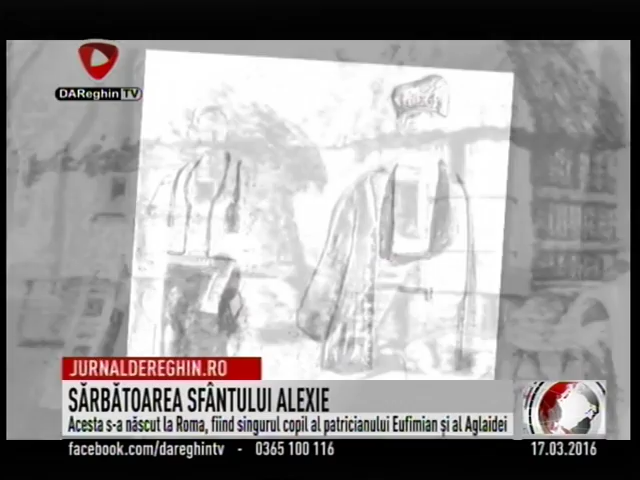 DAReghin TV
JURNALDEREGHIN.RO
SĂRBĂTOAREA SFÂNTULUI ALEXIE
Acesta s-a născut la Roma, fiind singurul copil al patricianului Eufimian și al Aglaidei
facebook.com/dareghintv - 0365 100 116
17.03.2016